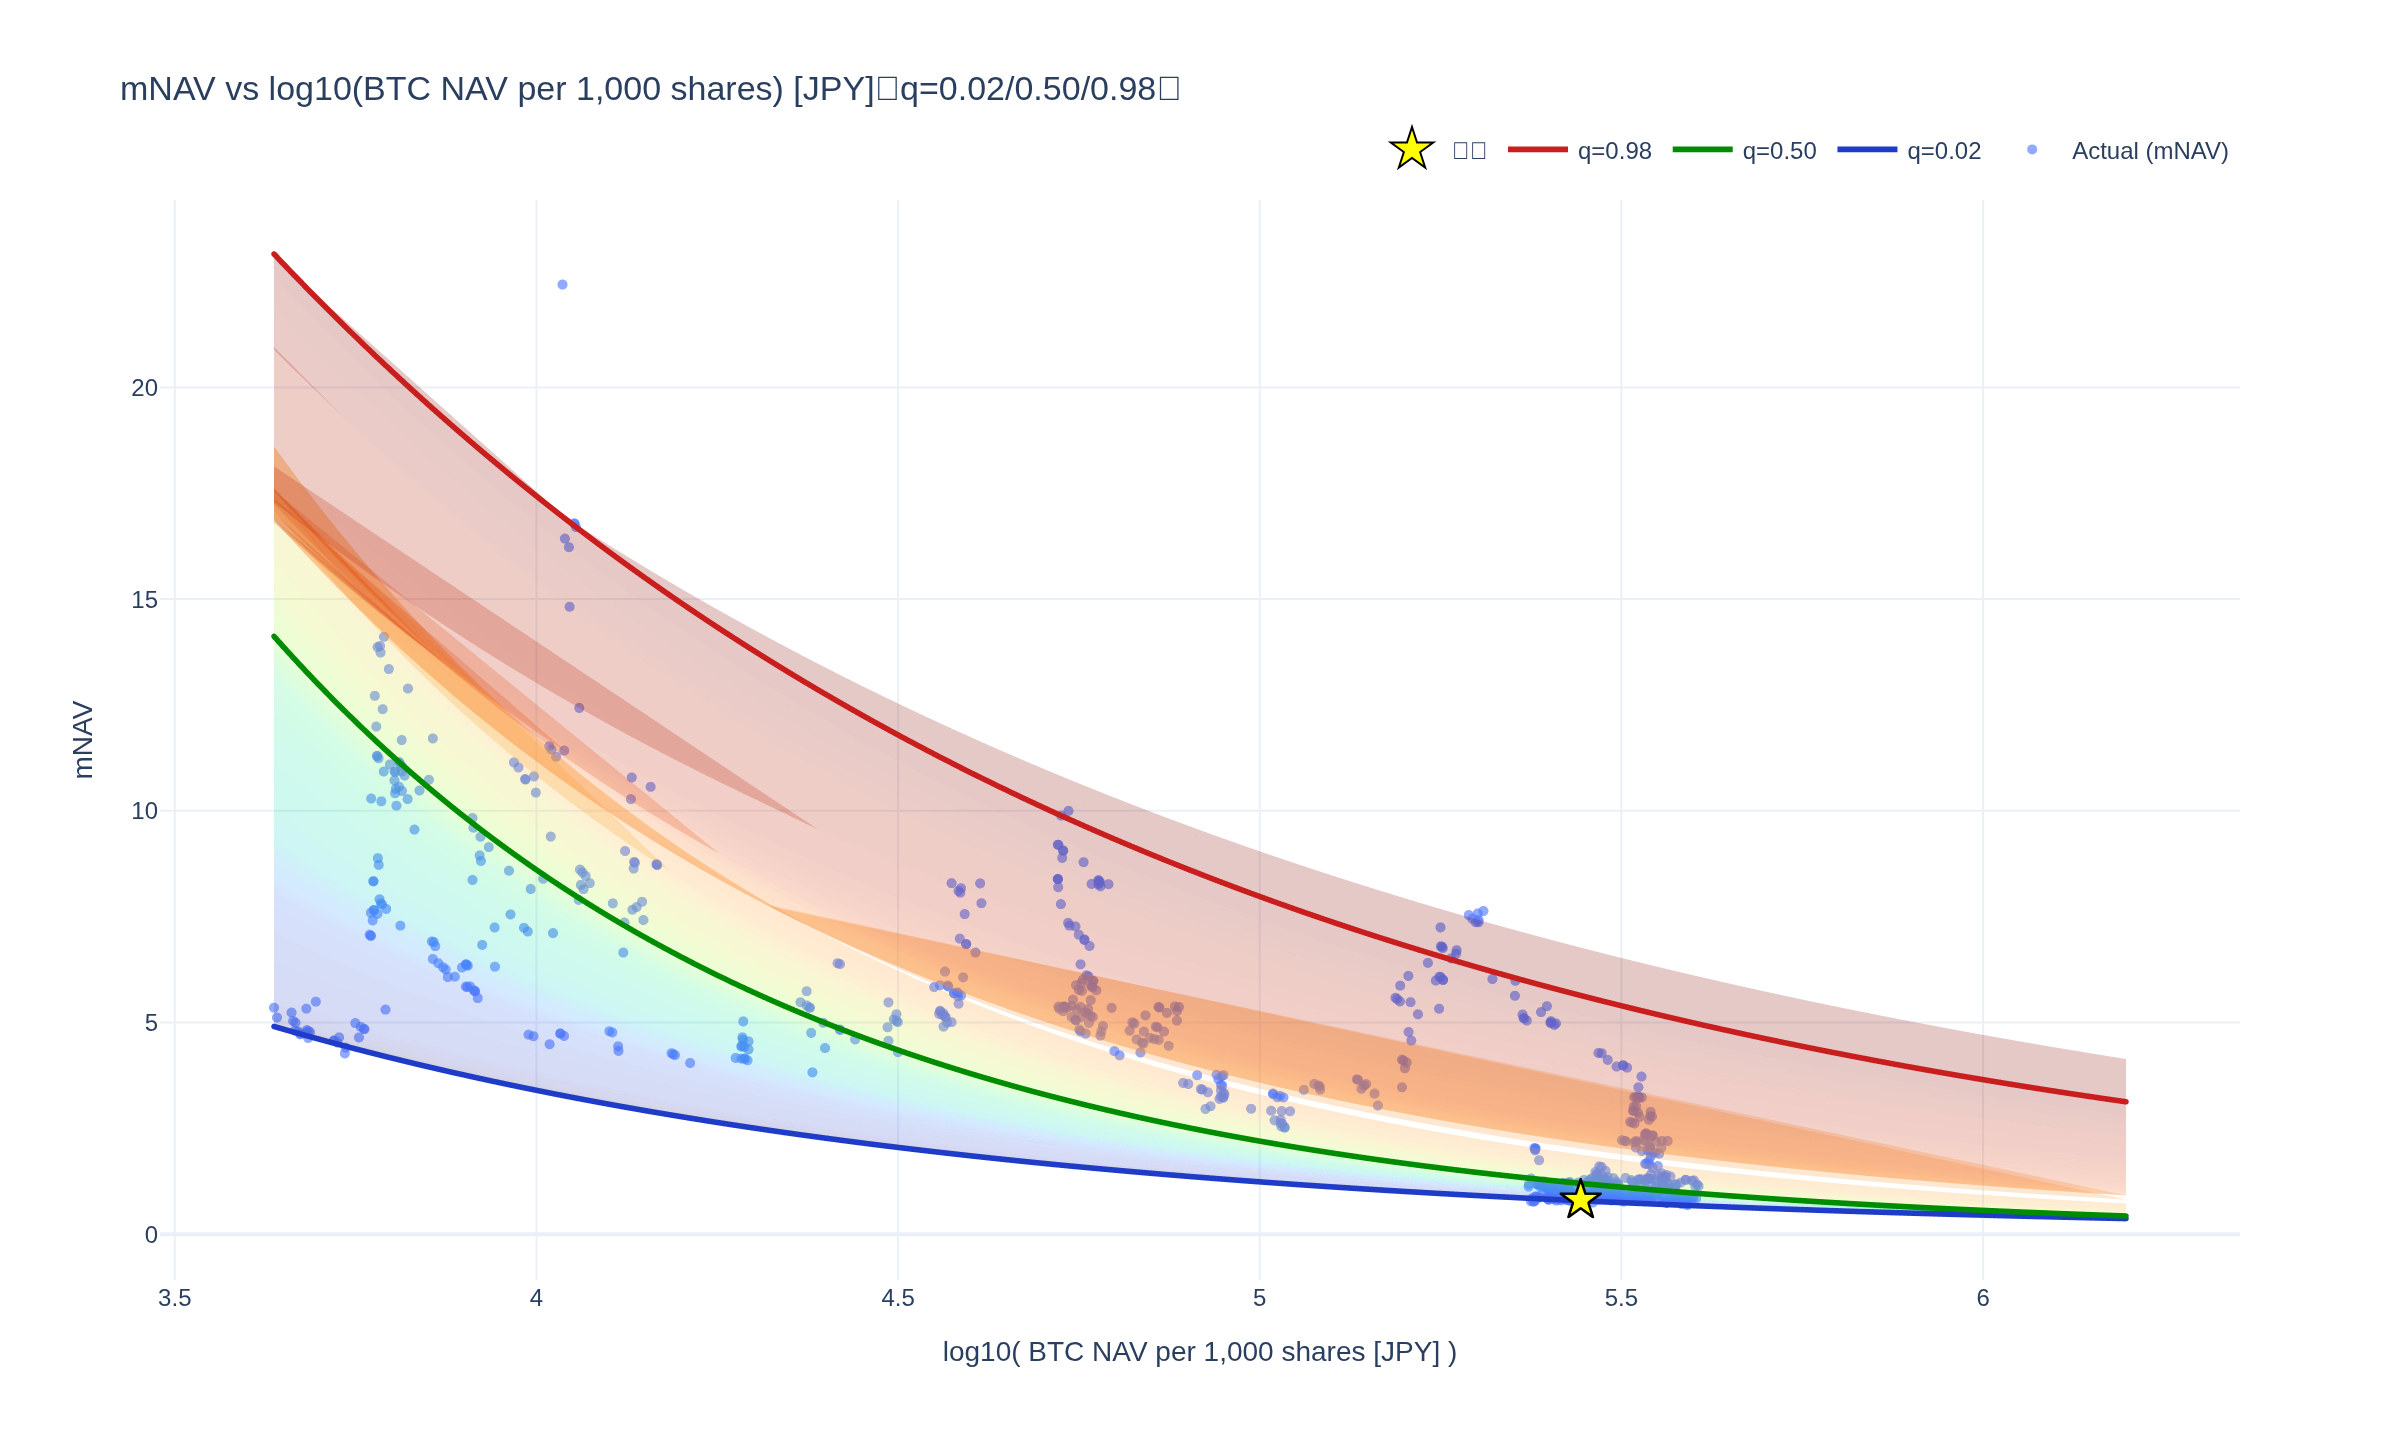 mNAV vs log10(BTC NAV per 1,000 shares) [JPY]□q=0.02/0.50/0.98□
□□ q=0.98 q=0.50 q=0.02 Actual (mNAV)
mNAV
20
15
10
5
0
3.5 4 4.5 5 5.5 6
log10( BTC NAV per 1,000 shares [JPY] )